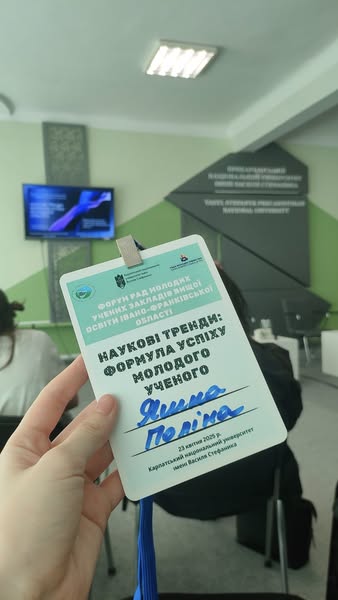 ПРИКАРПАТСЬКИЙ
НАЦІОНАЛЬНИЙ УНІВЕРСИТЕТ
ІМЕНІ ВАСИЛЯ СТЕФАНИКА
VASYL STEFANYK PRECARPATHIAN
NATIONAL UNIVERSITY
ФОРУМ РАД МОЛОДИХ
УЧЕНИХ ЗАКЛАДІВ ВИЩОЇ
ОСВІТИ ІВАНО-ФРАНКІВСЬКОЇ
ОБЛАСТІ
НАУКОВІ ТРЕНДИ:
ФОРМУЛА УСПІХУ
МОЛОДОГО
УЧЕНОГО
Яшма
Поліна
23 квітня 2025 р.
Карпатський національний університет
імені Василя Стефаника